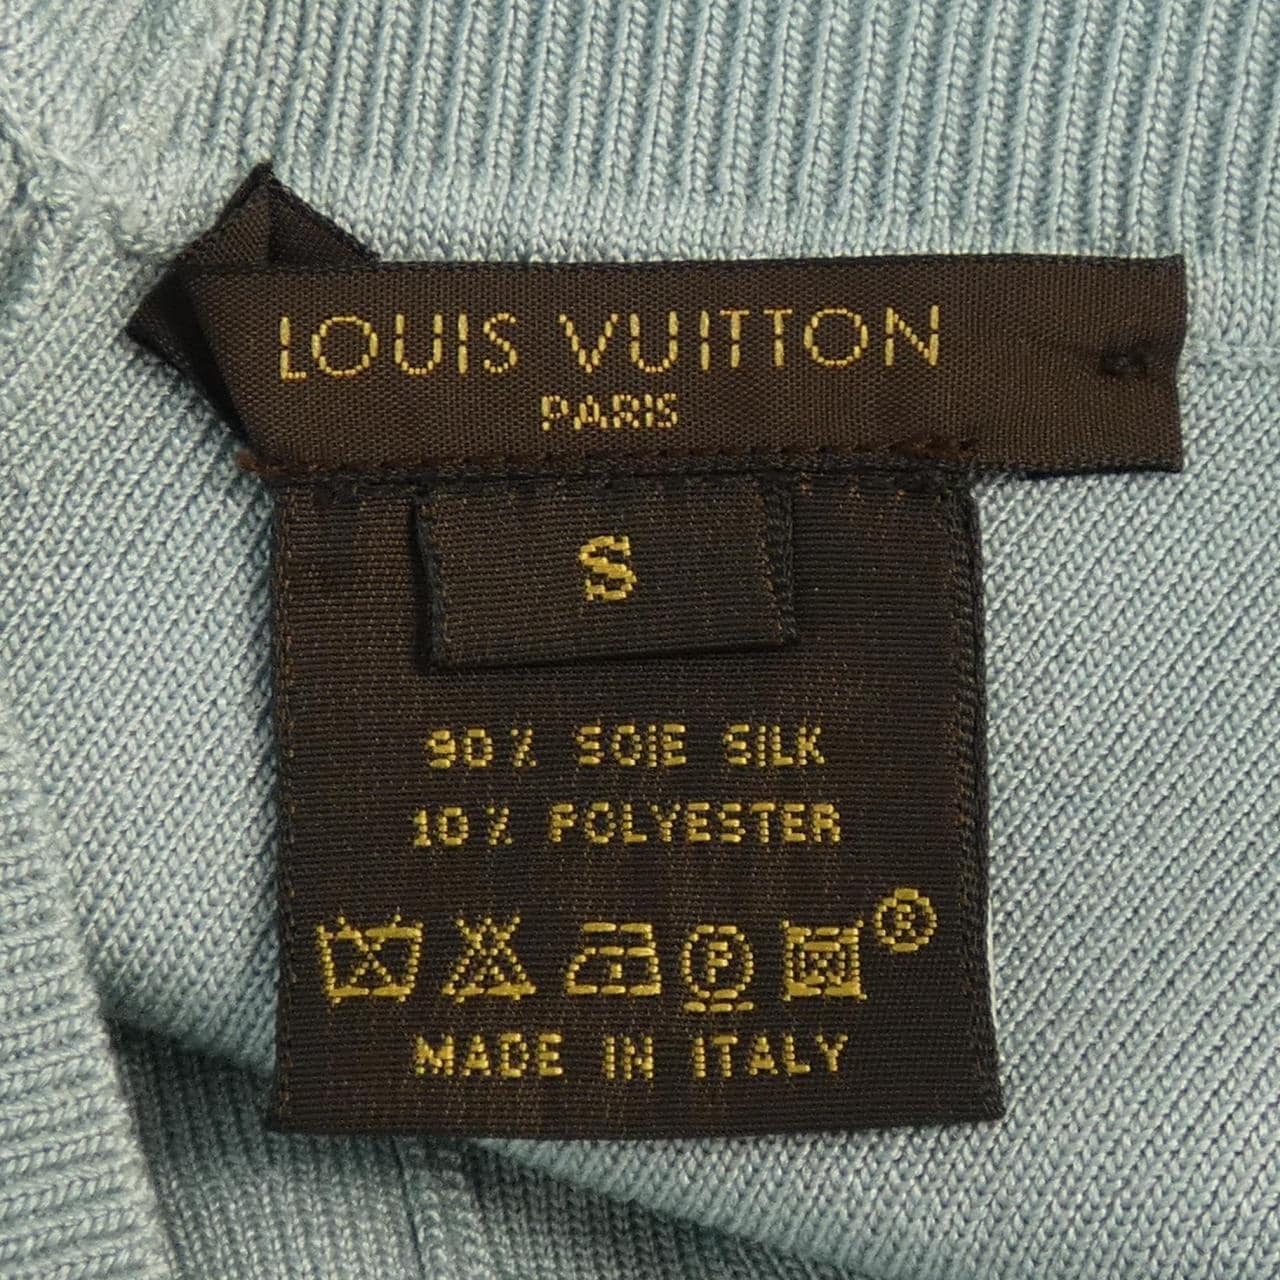 LOUIS VUITTON
PARIS
S
90% SOIE SILK
10% POLYESTER
F ®
MADE IN ITALY